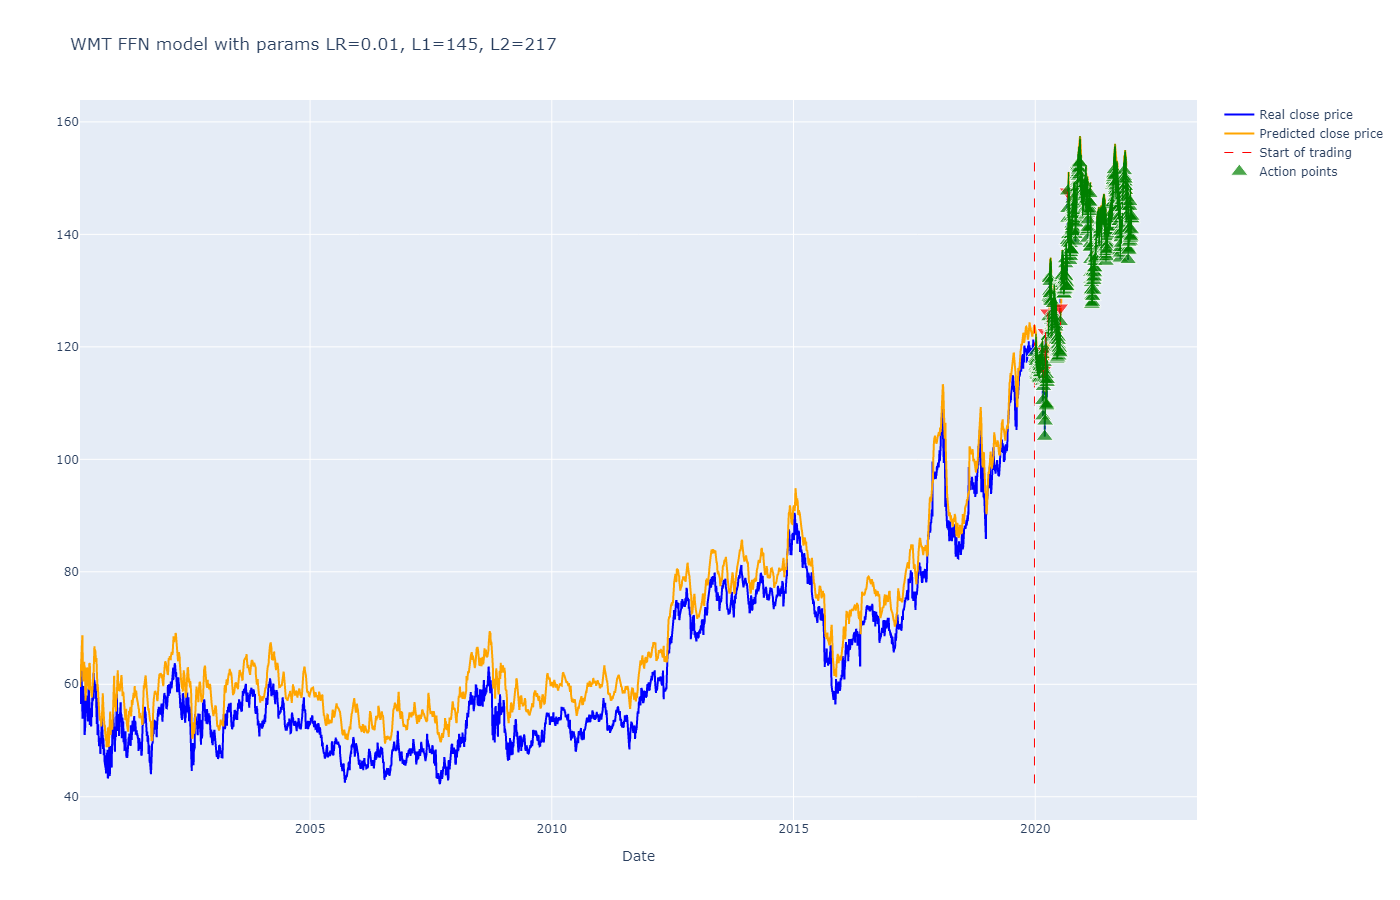 WMT FFN model with params LR=0.01, L1=145, L2=217
160
140
120
100
80
60
40
2005
2010
2015
2020
Date
Real close price
Predicted close price
Start of trading
Action points